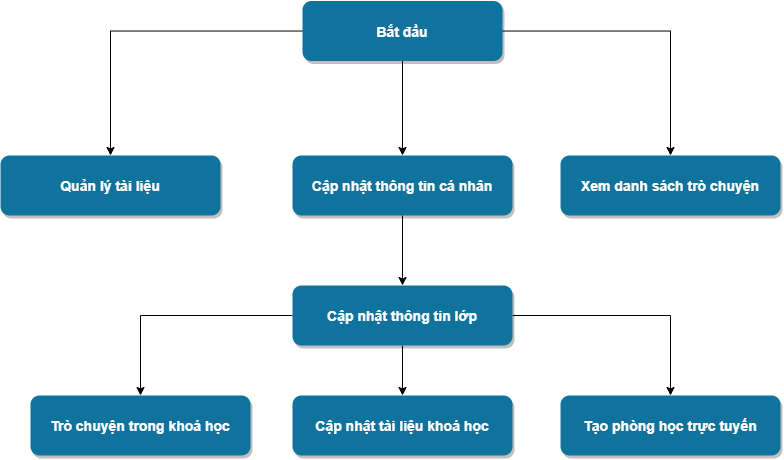 Bắt đầu
Quản lý tài liệu
Cập nhật thông tin cá nhân
Xem danh sách trò chuyện
Cập nhật thông tin lớp
Trò chuyện trong khoá học
Cập nhật tài liệu khoá học
Tạo phòng học trực tuyến